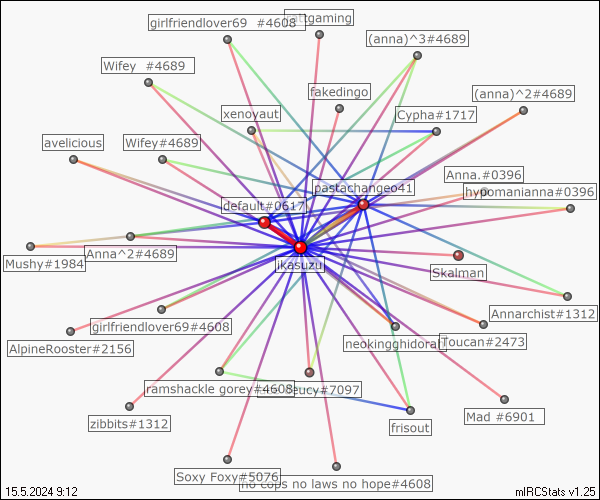 girlfriendlover69 #4608
attgaming
(anna)^3#4689
Wifey #4689
fakedingo
(anna)^2#4689
xenoyaut
Cypha#1717
avelicious
Wifey#4689
Anna.#0396
pastachangeo41
hypomanianna#0396
default#0617
Anna^2#4689
Mushy#1984
ikasuzu
Skalman
Annarchist#1312
girlfriendlover69#4608
AlpineRooster#2156
neokingghidorah
Toucan#2473
ramshackle gorey#4608
eucy#7097
zibbits#1312
frisout
Mad #6901
Soxy Foxy#5076
no cops no laws no hope#4608
15.5.2024 9:12
mIRCStats v1.25